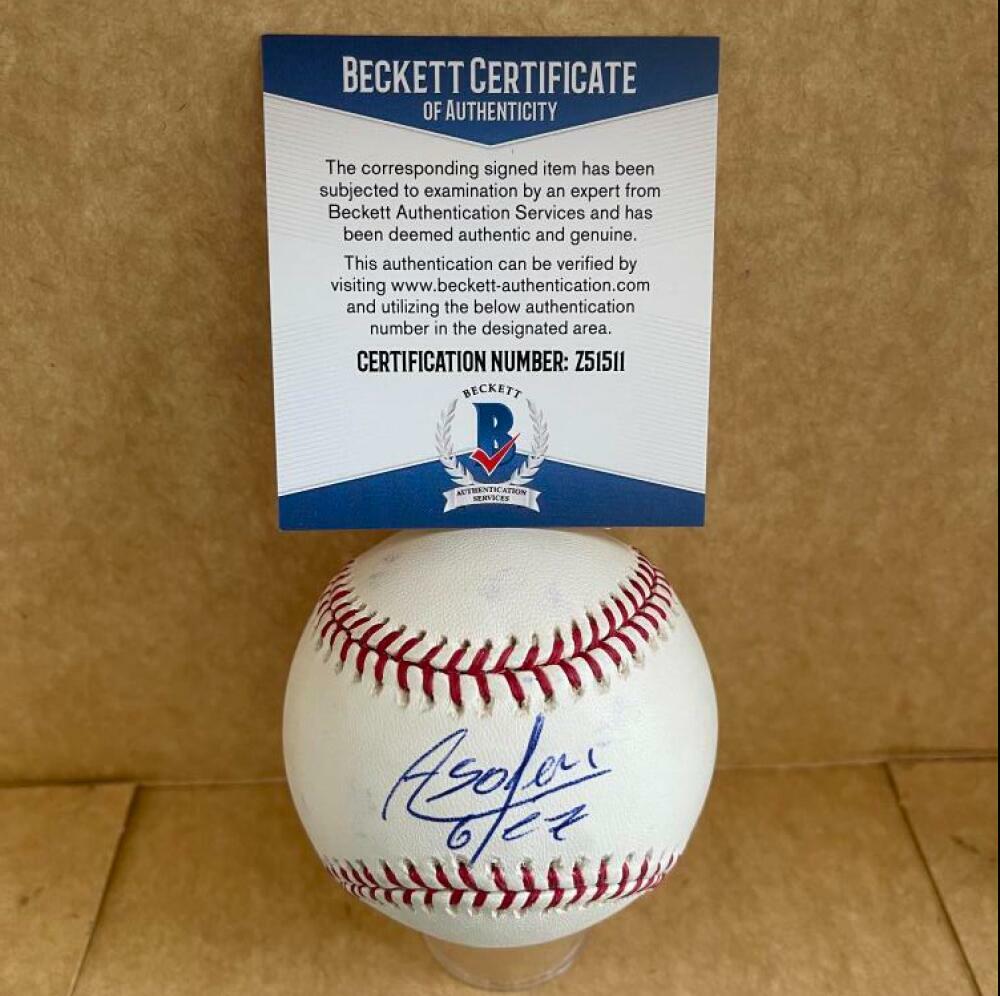 BECKETT CERTIFICATE
OF AUTHENTICITY
The corresponding signed item has been
subjected to examination by an expert from
Beckett Authentication Services and has
been deemed authentic and genuine.
This authentication can be verified by
visiting www.beckett-authentication.com
and utilizing the below authentication
number in the designated area.
CERTIFICATION NUMBER: Z51511
BECKETT
B
AUTHENTICATION
SERVICES